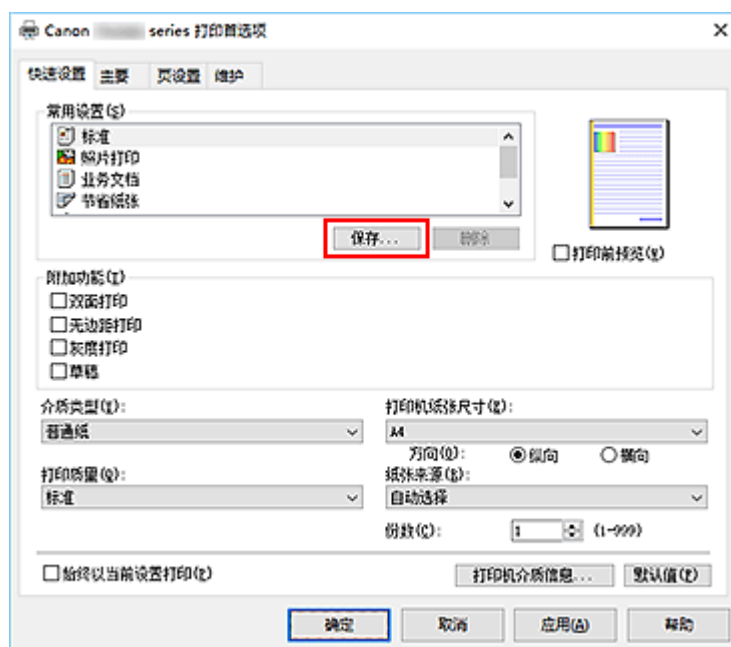 Canon series 打印首选项
快速设置 主要 页设置 维护
常用设置(S)
标准
照片打印
业务文档
节省纸张
保存... 删除
打印前预览(V)
附加功能(I)
双面打印
无边距打印
灰度打印
草稿
介质类型(Y): 打印机纸张尺寸(Z):
普通纸 A4
方向(O): 纵向 横向
打印质量(Q): 纸张来源(B):
标准 自动选择
份数(C): 1 (1-999)
始终以当前设置打印(P)
打印机介质信息... 默认值(F)
确定 取消 应用(A) 帮助